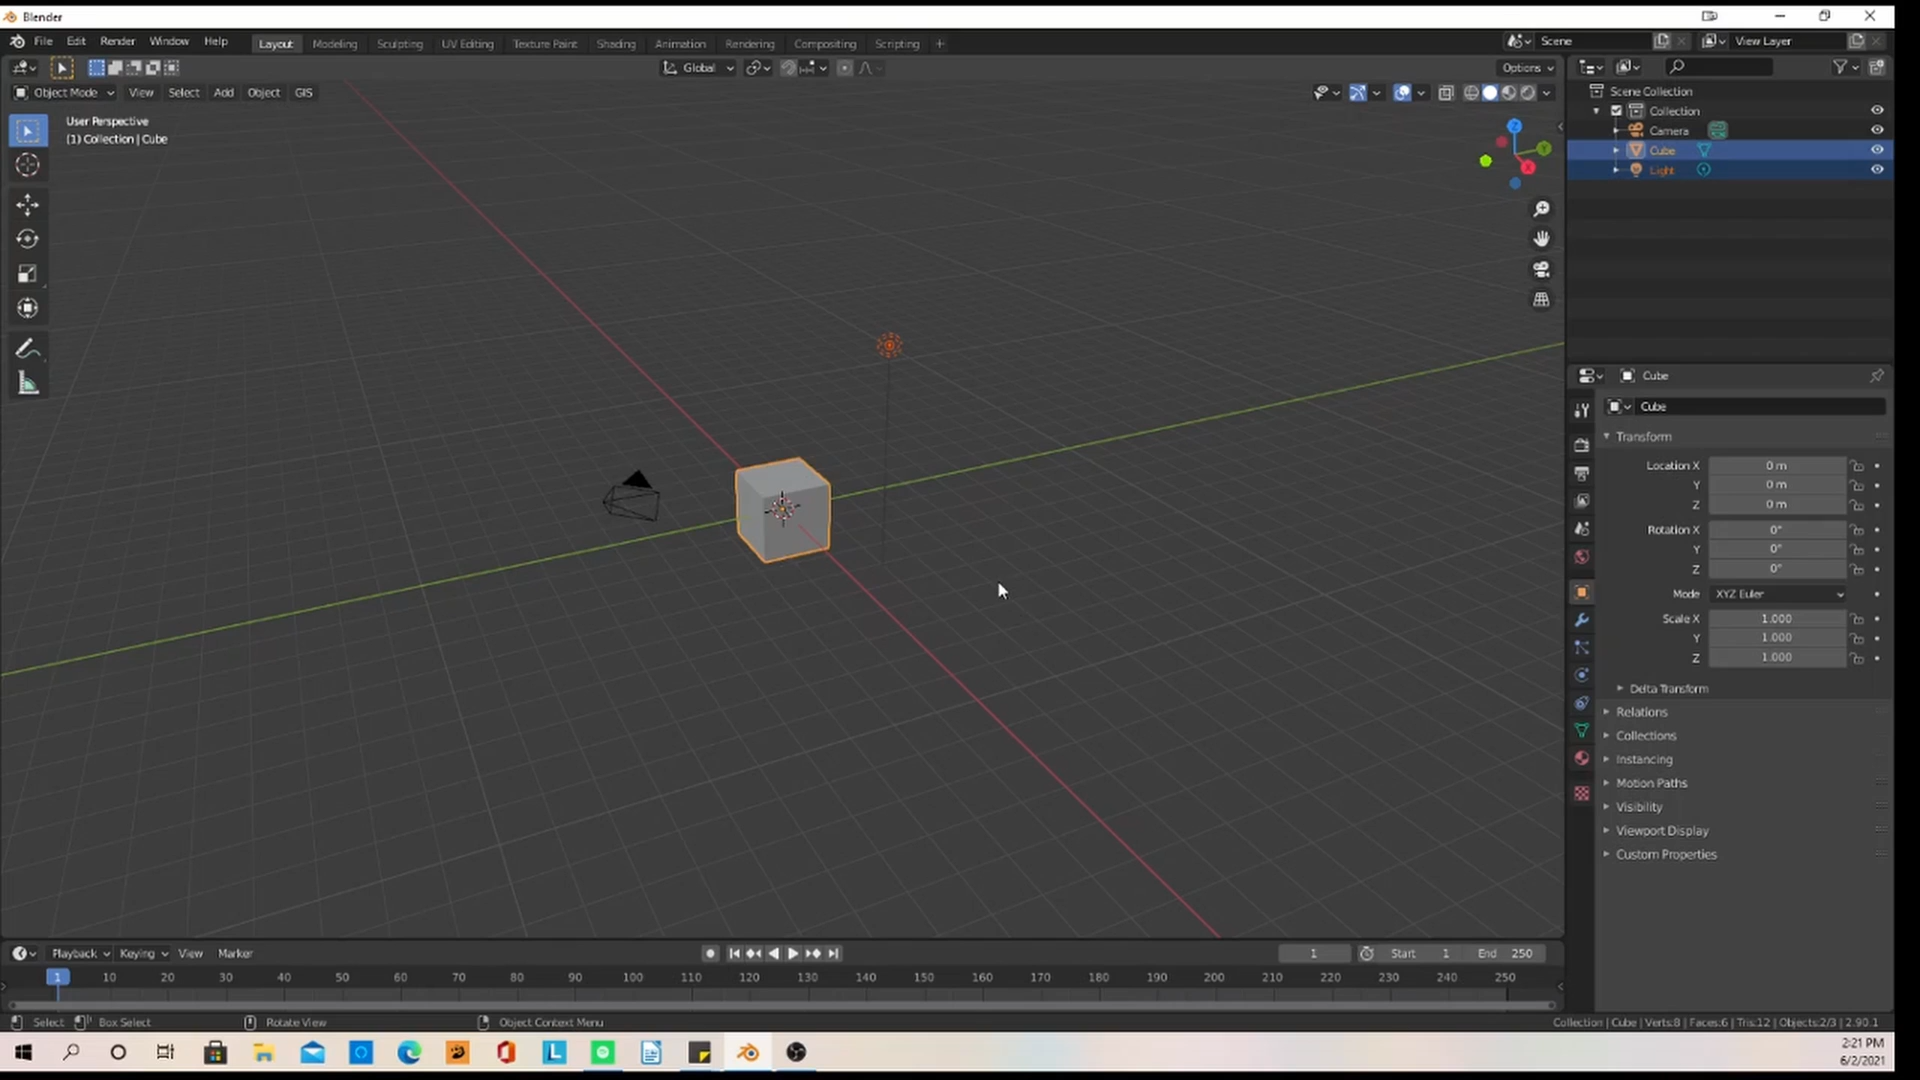 Blender
File Edit Render Window Help Layout Modeling Sculpting UV Editing Texture Paint Shading Animation Rendering Compositing Scripting + Scene View Layer
Global Options
Object Mode View Select Add Object GIS
User Perspective
(1) Collection | Cube
Z
Y
X
Scene Collection
Collection
Camera
Cube
Light
Cube
Cube
Transform
Location X 0 m
Y 0 m
Z 0 m
Rotation X 0°
Y 0°
Z 0°
Mode XYZ Euler
Scale X 1.000
Y 1.000
Z 1.000
Delta Transform
Relations
Collections
Instancing
Motion Paths
Visibility
Viewport Display
Custom Properties
Playback Keying View Marker 1 Start 1 End 250
1 10 20 30 40 50 60 70 80 90 100 110 120 130 140 150 160 170 180 190 200 210 220 230 240 250
Select Box Select Rotate View Object Context Menu Collection | Cube | Verts:8 | Faces:6 | Tris:12 | Objects:2/3 | 2.90.1
L
2:21 PM
6/2/2021